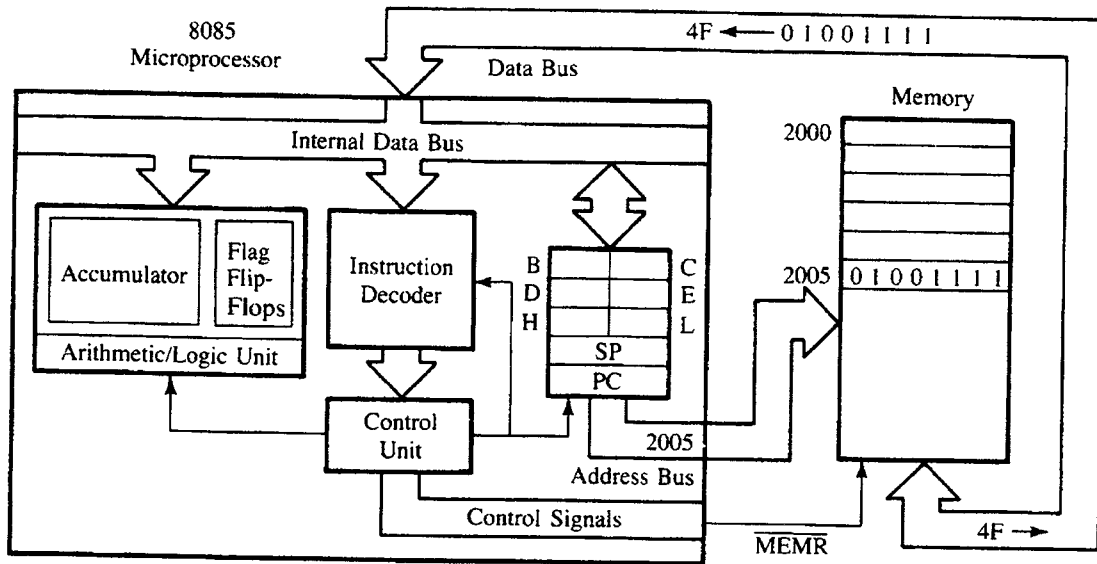 8085
Microprocessor
4F ← 0 1 0 0 1 1 1 1
Data Bus
Memory
Internal Data Bus
2000
Accumulator
Flag
Flip-
Flops
Arithmetic/Logic Unit
Instruction
Decoder
B C
D E
H L
SP
PC
2005 0 1 0 0 1 1 1 1
Control
Unit
2005
Address Bus
Control Signals
MEMR
4F →